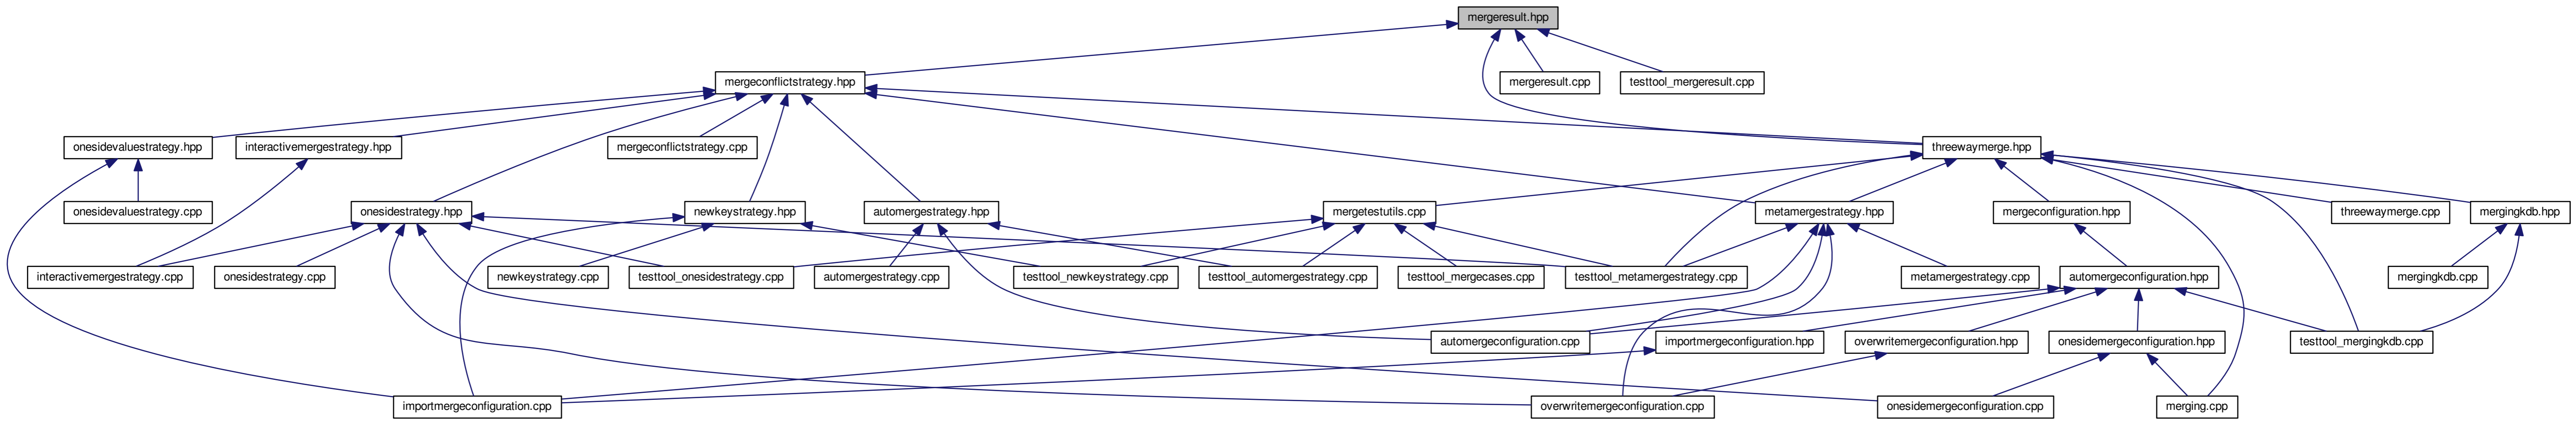 mergeresult.hpp
mergeconflictstrategy.hpp
mergeresult.cpp
testtool_mergeresult.cpp
onesidevaluestrategy.hpp
interactivemergestrategy.hpp
mergeconflictstrategy.cpp
threewaymerge.hpp
onesidevaluestrategy.cpp
onesidestrategy.hpp
newkeystrategy.hpp
automergestrategy.hpp
mergetestutils.cpp
metamergestrategy.hpp
mergeconfiguration.hpp
threewaymerge.cpp
mergingkdb.hpp
interactivemergestrategy.cpp
onesidestrategy.cpp
newkeystrategy.cpp
testtool_onesidestrategy.cpp
automergestrategy.cpp
testtool_newkeystrategy.cpp
testtool_automergestrategy.cpp
testtool_mergecases.cpp
testtool_metamergestrategy.cpp
metamergestrategy.cpp
automergeconfiguration.hpp
mergingkdb.cpp
automergeconfiguration.cpp
importmergeconfiguration.hpp
overwritemergeconfiguration.hpp
onesidemergeconfiguration.hpp
testtool_mergingkdb.cpp
importmergeconfiguration.cpp
overwritemergeconfiguration.cpp
onesidemergeconfiguration.cpp
merging.cpp